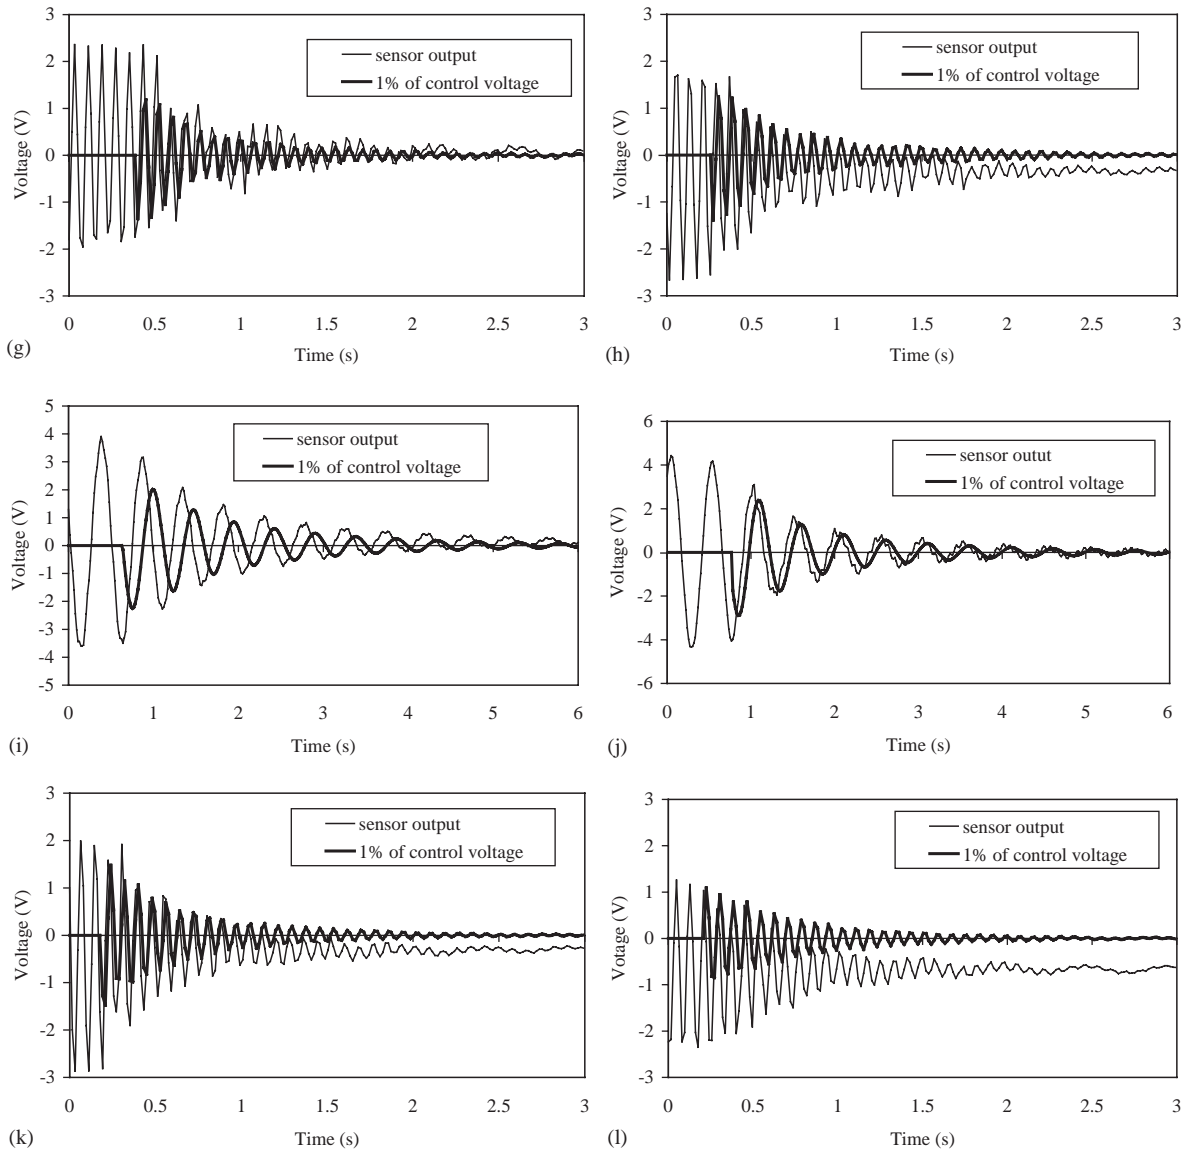 3
2
1
0
-1
-2
-3
Voltage (V)
sensor output
1% of control voltage
0 0.5 1 1.5 2 2.5 3
Time (s)
(g)
3
2
1
0
-1
-2
-3
Voltage (V)
sensor output
1% of control voltage
0 0.5 1 1.5 2 2.5 3
Time (s)
(h)
5
4
3
2
1
0
-1
-2
-3
-4
-5
Voltage (V)
sensor output
1% of control voltage
0 1 2 3 4 5 6
Time (s)
(i)
6
4
2
0
-2
-4
-6
Voltage (V)
sensor outut
1% of control voltage
0 1 2 3 4 5 6
Time (s)
(j)
3
2
1
0
-1
-2
-3
Voltage (V)
sensor output
1% of control voltage
0 0.5 1 1.5 2 2.5 3
Time (s)
(k)
3
2
1
0
-1
-2
-3
Votage (V)
sensor output
1% of control voltage
0 0.5 1 1.5 2 2.5 3
Time (s)
(l)